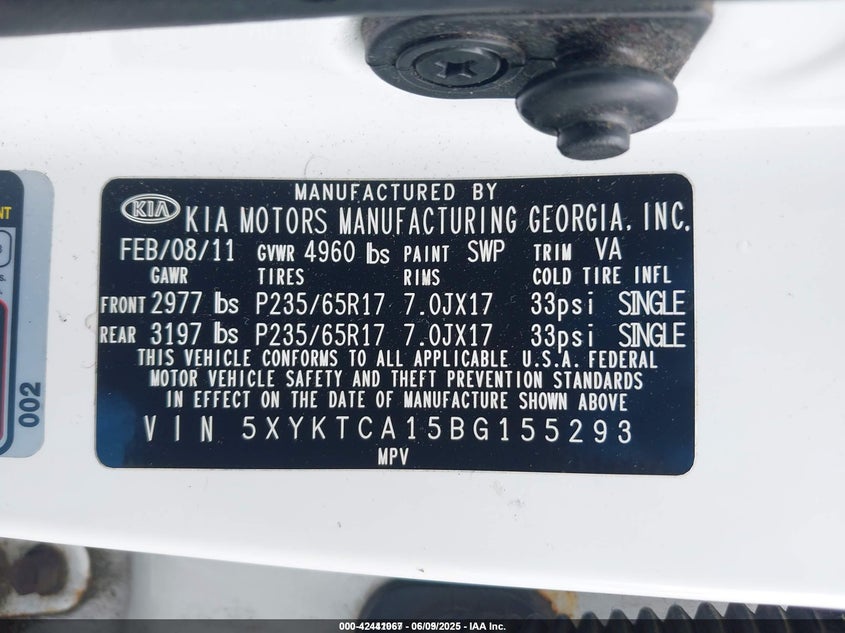 MANUFACTURED BY
KIA KIA MOTORS MANUFACTURING GEORGIA, INC.
FEB/08/11 GVWR 4960 lbs PAINT SWP TRIM VA
GAWR TIRES RIMS COLD TIRE INFL
FRONT 2977 lbs P235/65R17 7.0JX17 33psi SINGLE
REAR 3197 lbs P235/65R17 7.0JX17 33psi SINGLE
THIS VEHICLE CONFORMS TO ALL APPLICABLE U.S.A. FEDERAL
MOTOR VEHICLE SAFETY AND THEFT PREVENTION STANDARDS
IN EFFECT ON THE DATE OF MANUFACTURE SHOWN ABOVE
VIN 5XYKTCA15BG155293
MPV
002
06/09/2025 - IAA Inc.